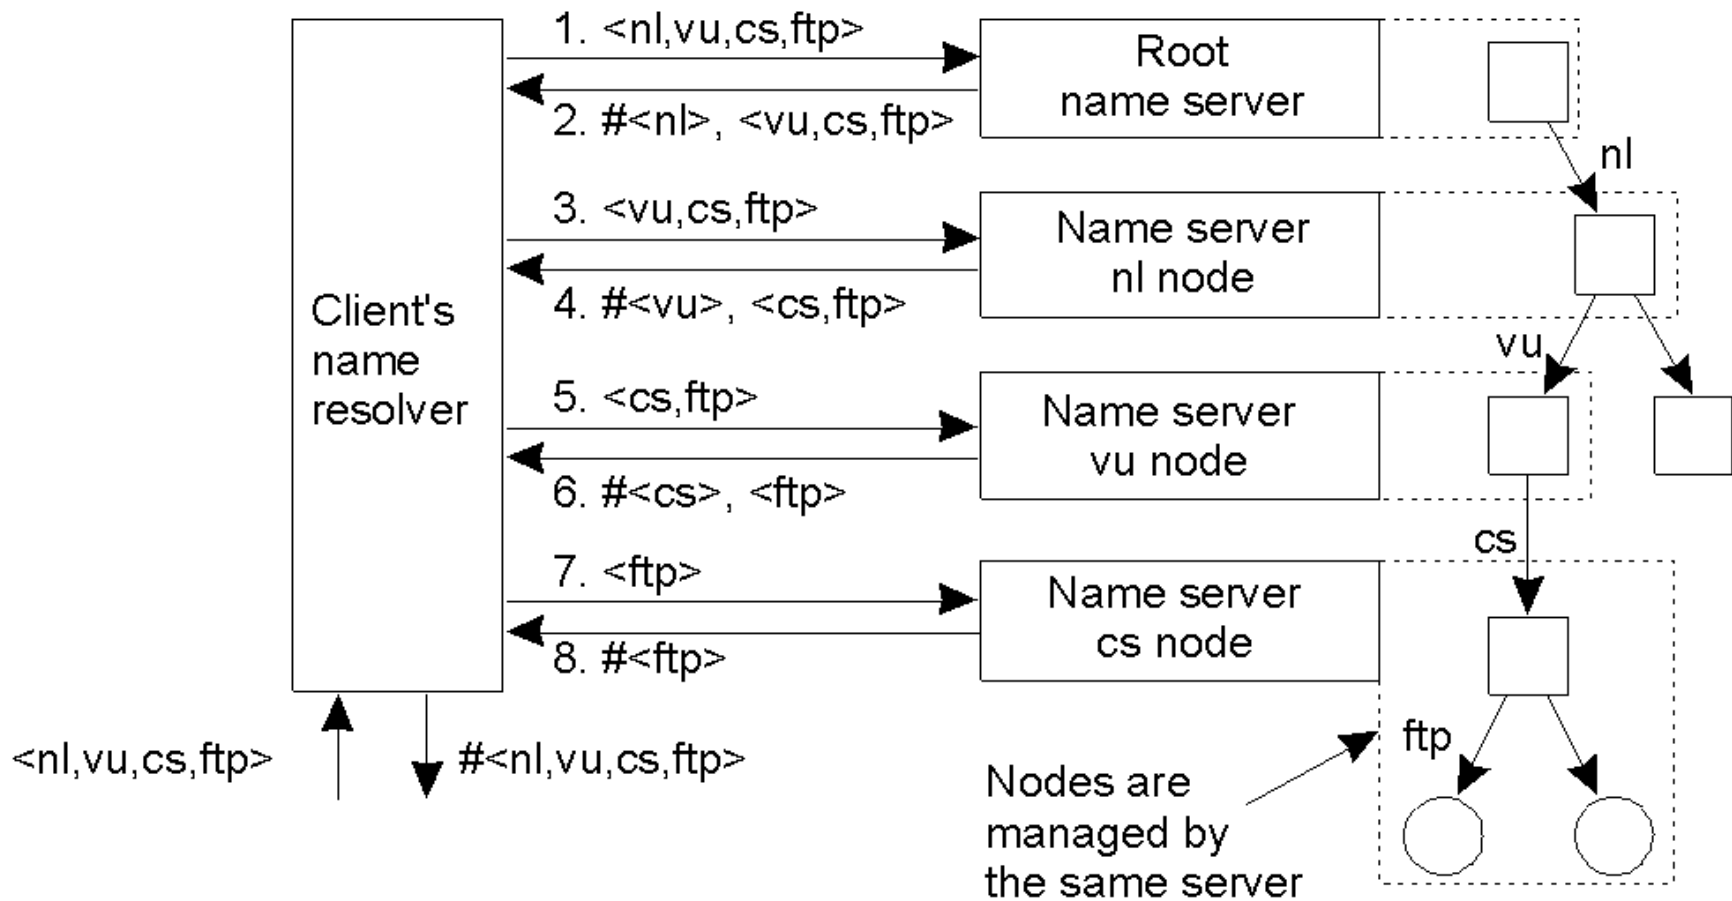 1. <nl,vu,cs,ftp>
Root
name server
2. #<nl>, <vu,cs,ftp>
nl
3. <vu,cs,ftp>
Name server
nl node
4. #<vu>, <cs,ftp>
vu
Client's
name
resolver
5. <cs,ftp>
Name server
vu node
6. #<cs>, <ftp>
cs
7. <ftp>
Name server
cs node
8. #<ftp>
ftp
<nl,vu,cs,ftp>
#<nl,vu,cs,ftp>
Nodes are
managed by
the same server